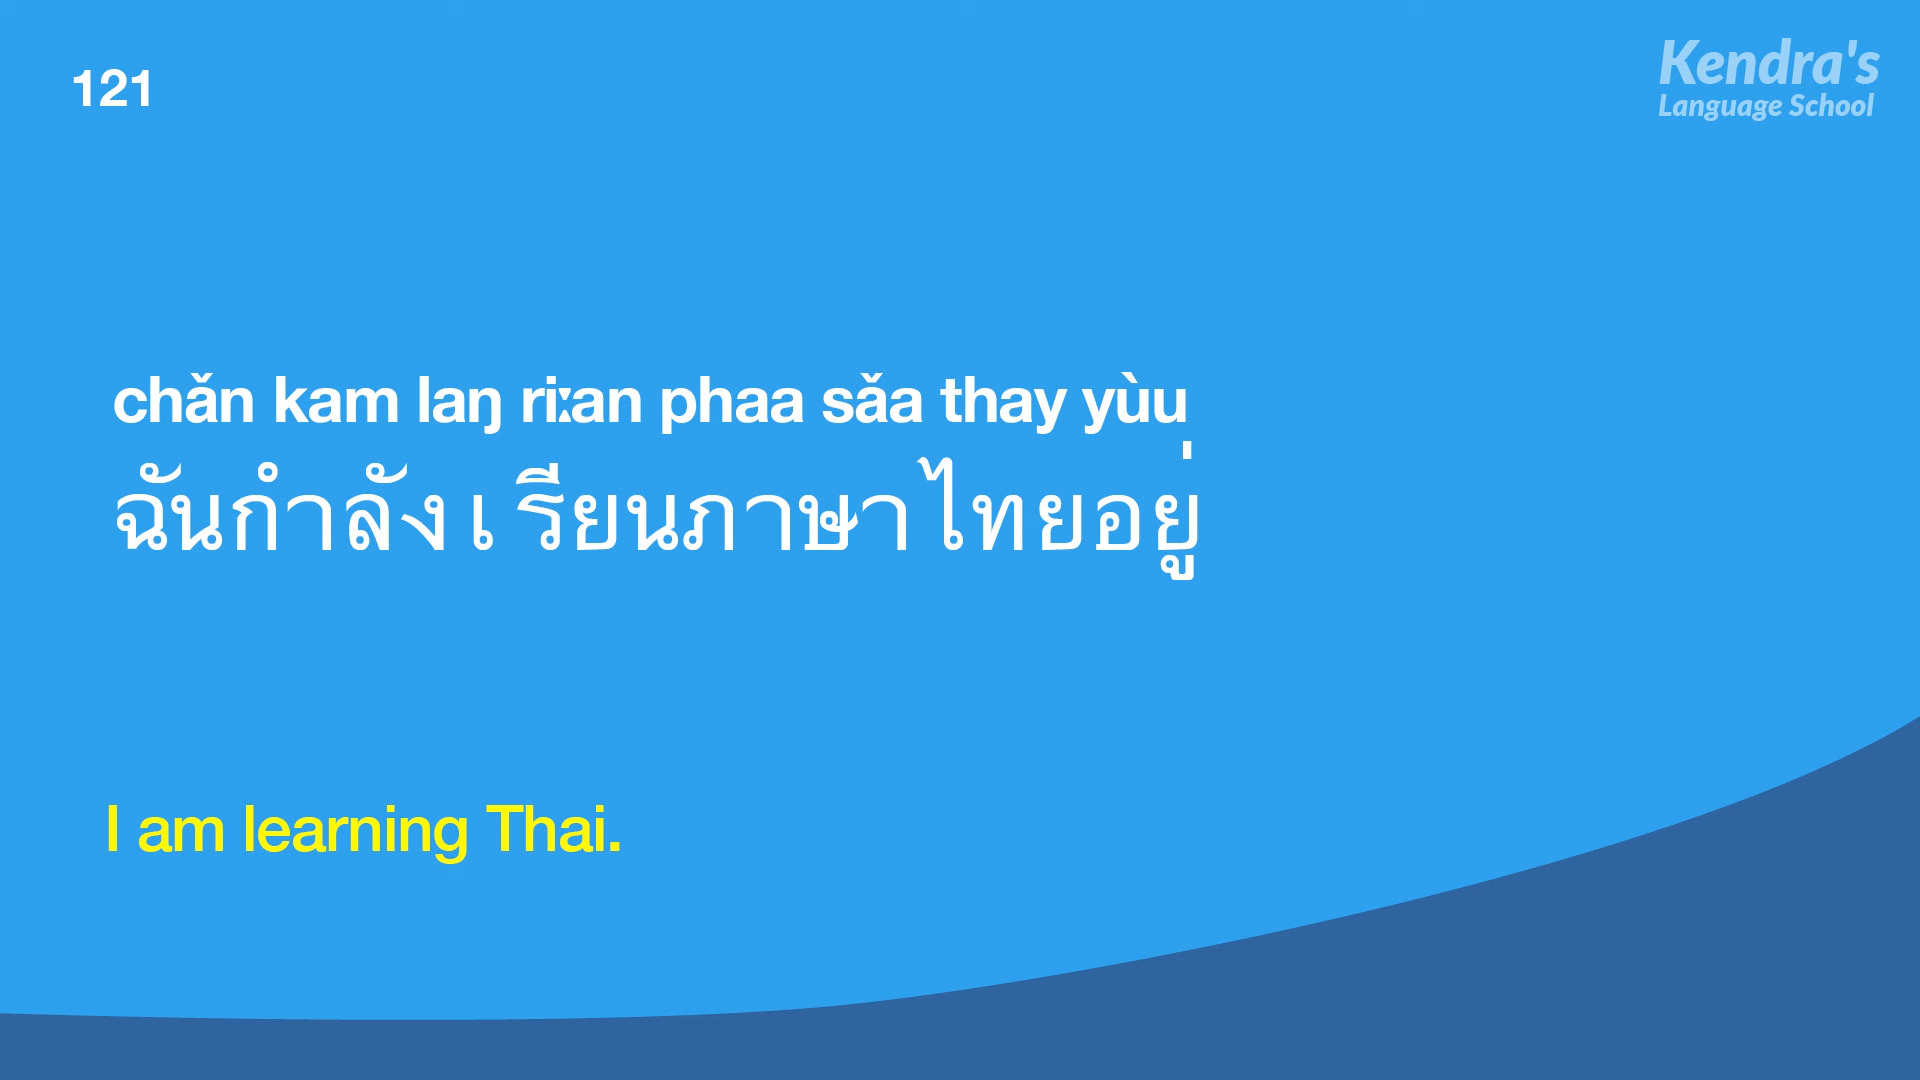 121
Kendra's
Language School
chǎn kam laŋ riːan phaa sǎa thay yùu
ฉันกำลังเรียนภาษาไทยอยู่
I am learning Thai.